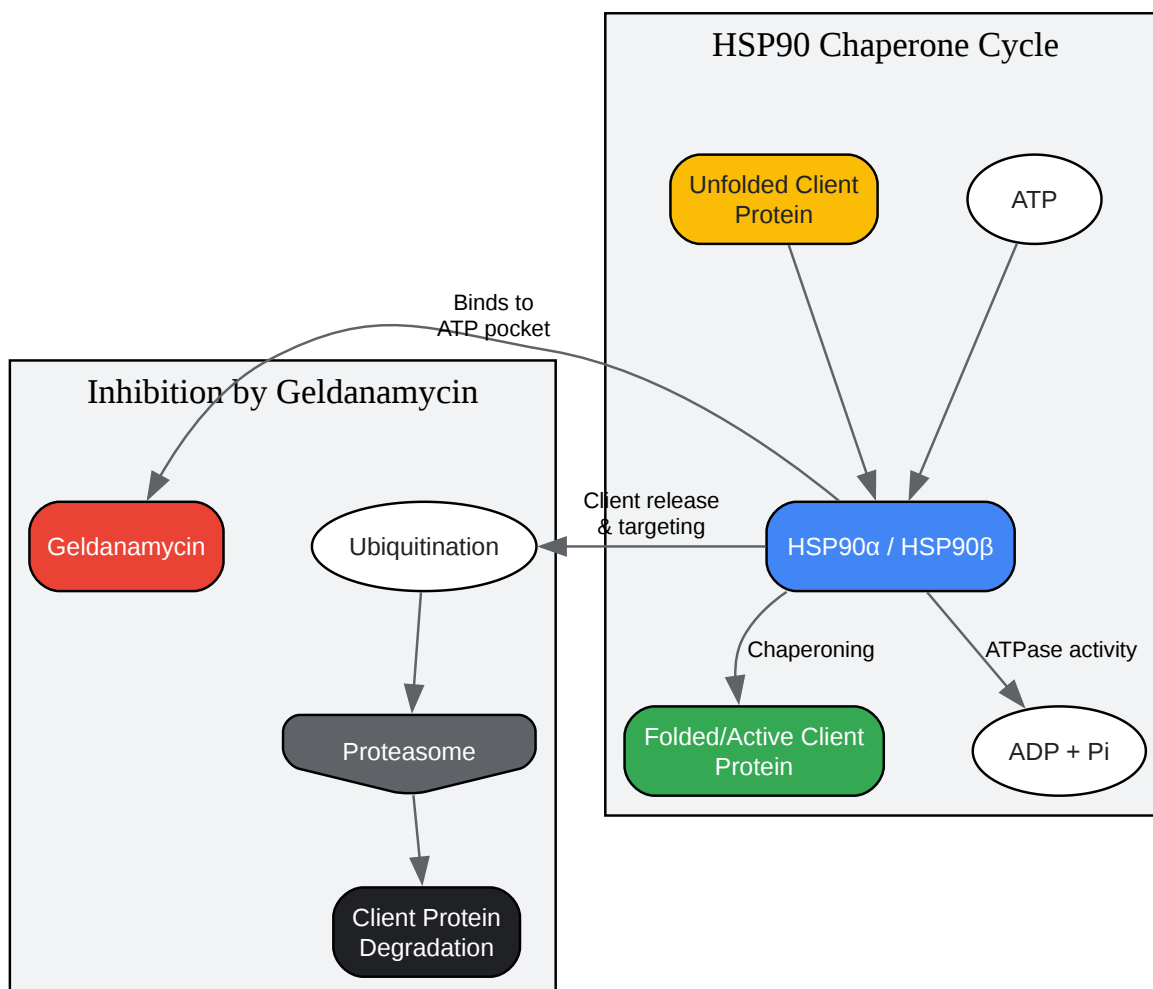 HSP90 Chaperone Cycle
Unfolded Client
Protein
ATP
Binds to
ATP pocket
Inhibition by Geldanamycin
Geldanamycin
Ubiquitination
Client release
& targeting
HSP90α / HSP90β
Chaperoning
ATPase activity
Proteasome
Folded/Active Client
Protein
ADP + Pi
Client Protein
Degradation